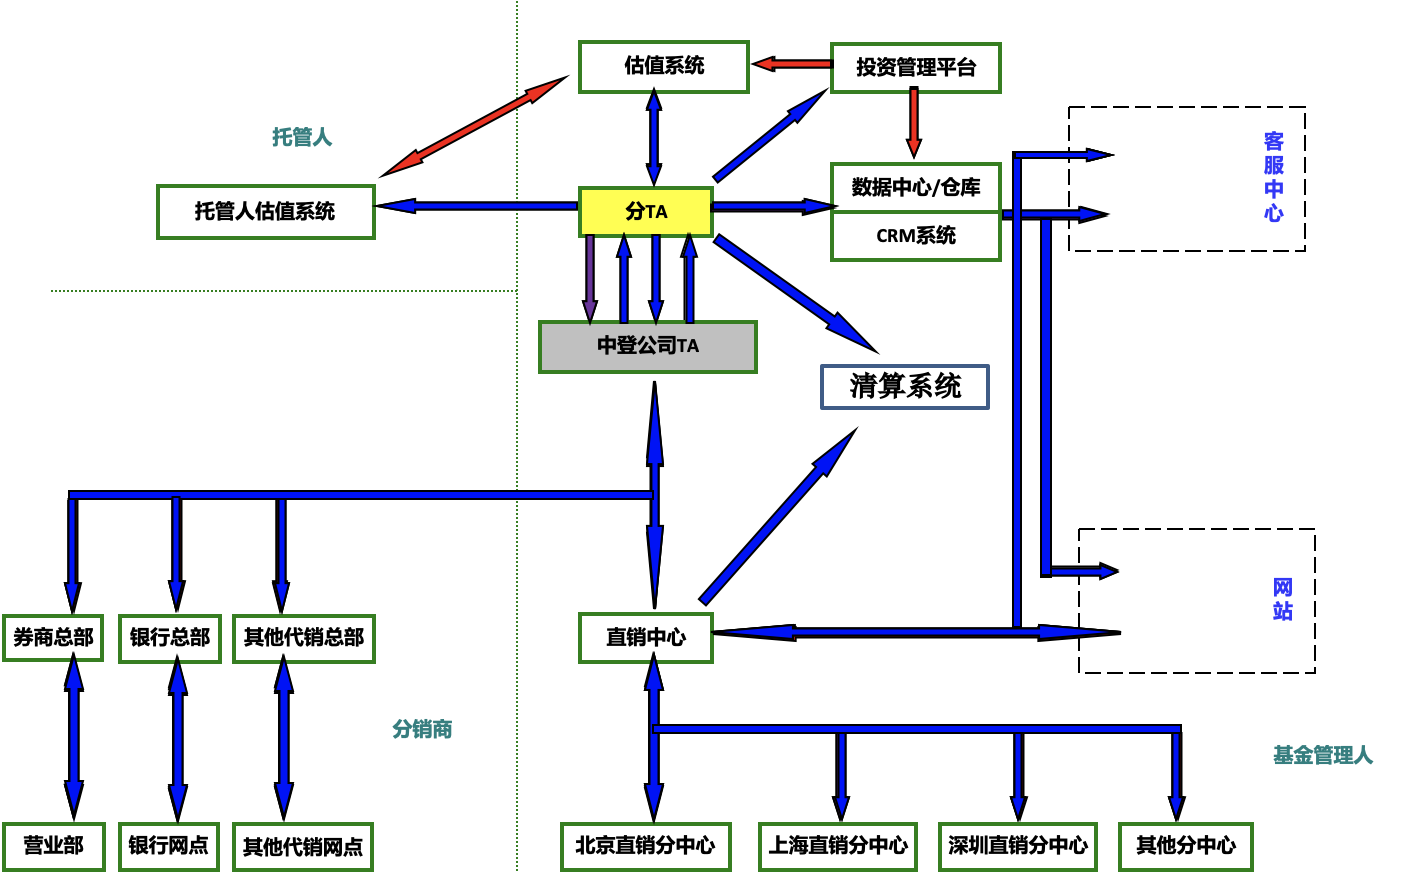 估值系统
投资管理平台
托管人
客服中心
数据中心/仓库
托管人估值系统
分TA
CRM系统
中登公司TA
清算系统
网站
券商总部
银行总部
其他代销总部
直销中心
分销商
基金管理人
营业部
银行网点
其他代销网点
北京直销分中心
上海直销分中心
深圳直销分中心
其他分中心